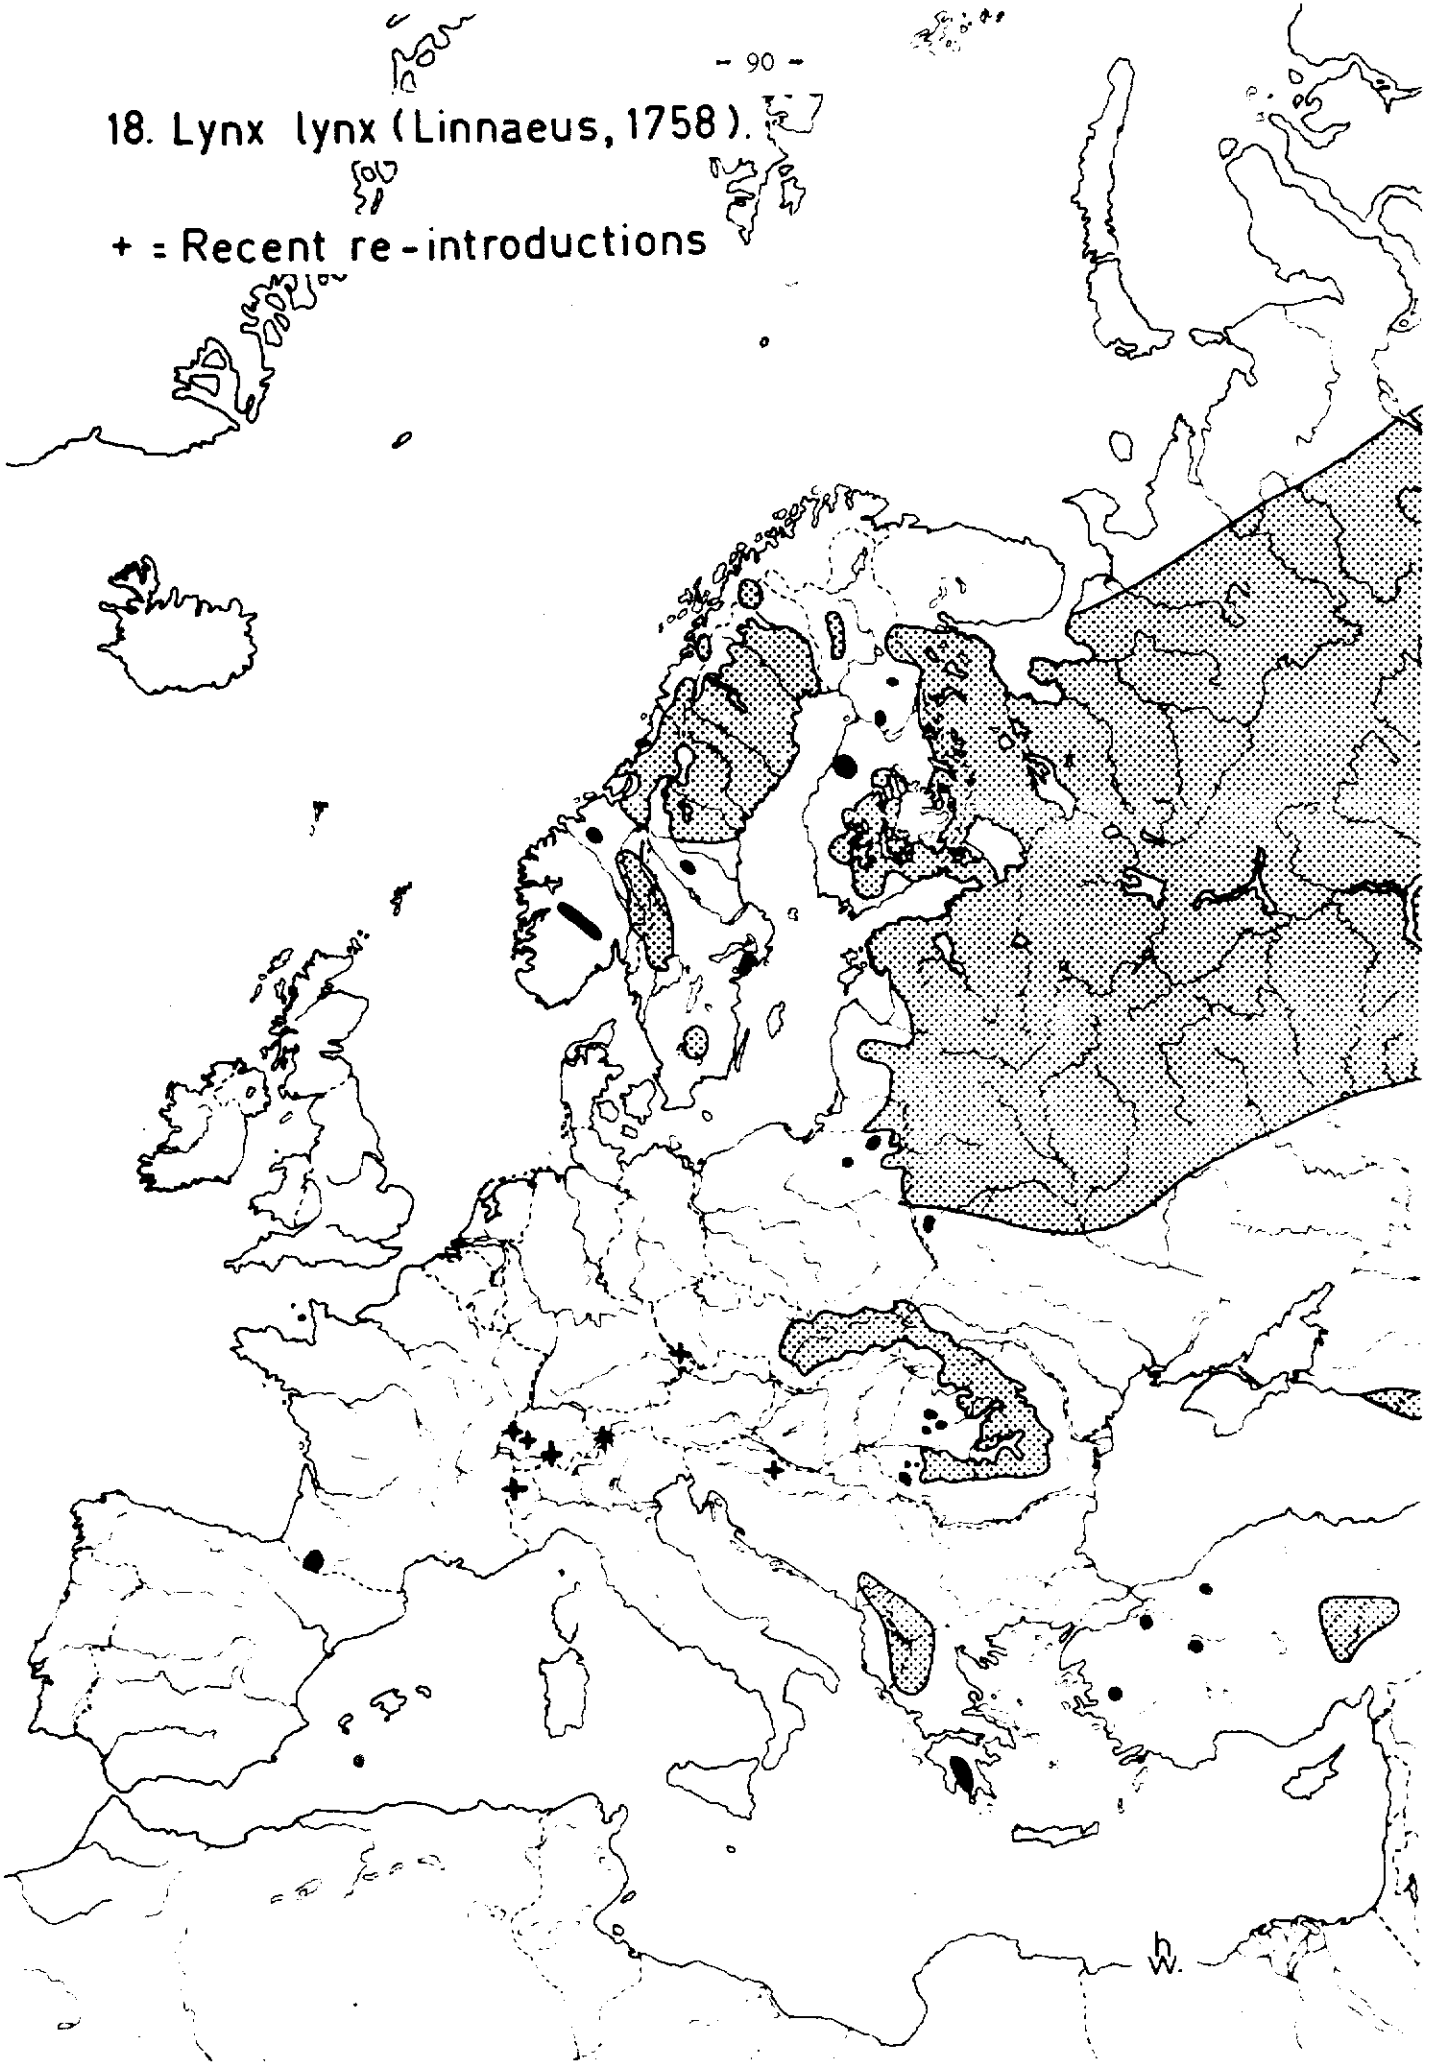 - 90 -
18. Lynx lynx (Linnaeus, 1758).
+ = Recent re-introductions
h
W.